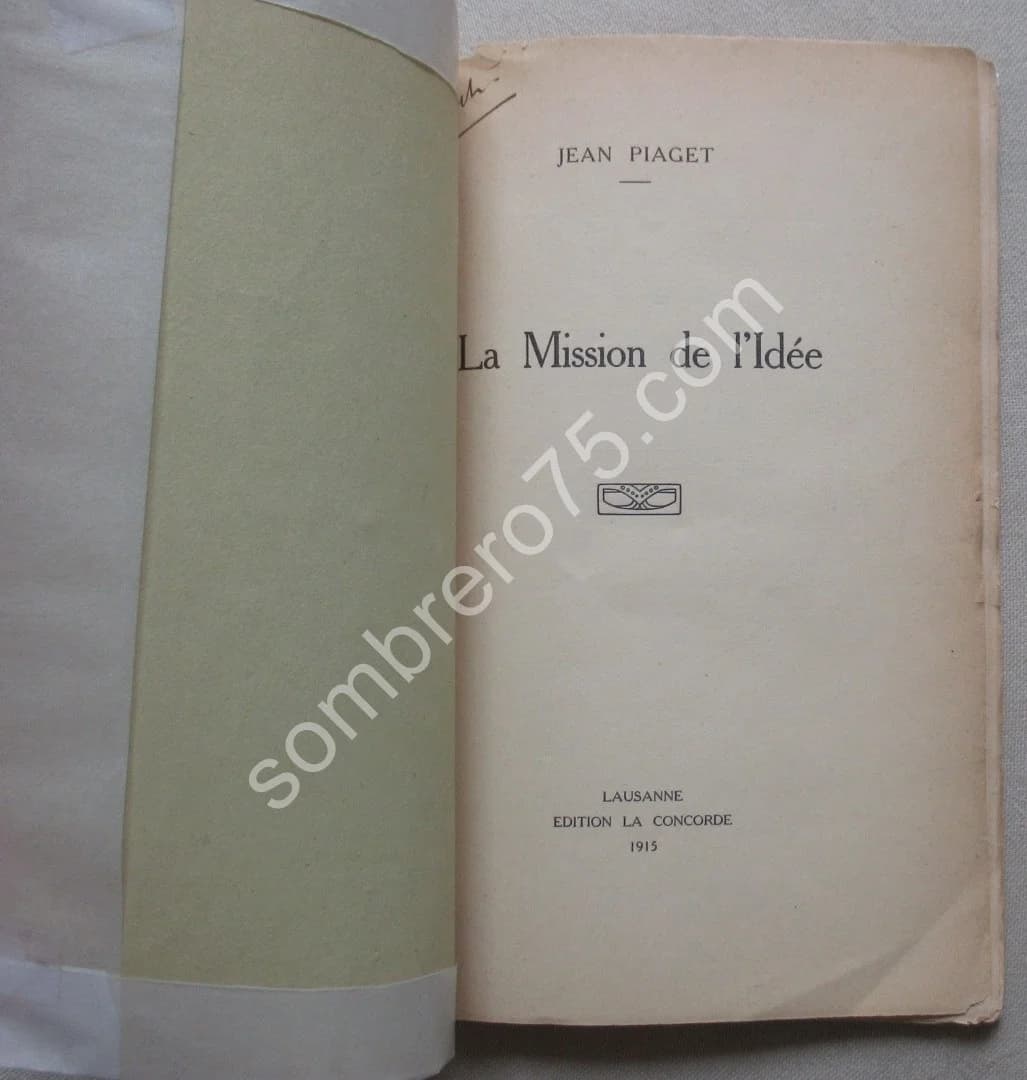 JEAN PIAGET
La Mission de l'Idée
LAUSANNE
EDITION LA CONCORDE
1915
sombrero75.com